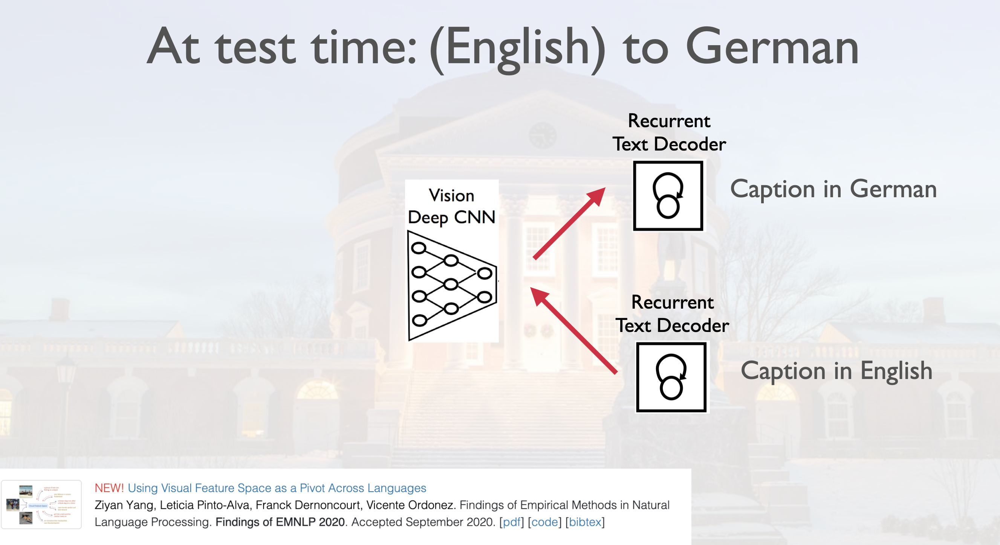 At test time: (English) to German
Recurrent
Text Decoder
Caption in German
Vision
Deep CNN
Recurrent
Text Decoder
Caption in English
Visual Feature Space
NEW! Using Visual Feature Space as a Pivot Across Languages
Ziyan Yang, Leticia Pinto-Alva, Franck Dernoncourt, Vicente Ordonez. Findings of Empirical Methods in Natural
Language Processing. Findings of EMNLP 2020. Accepted September 2020. [pdf] [code] [bibtex]